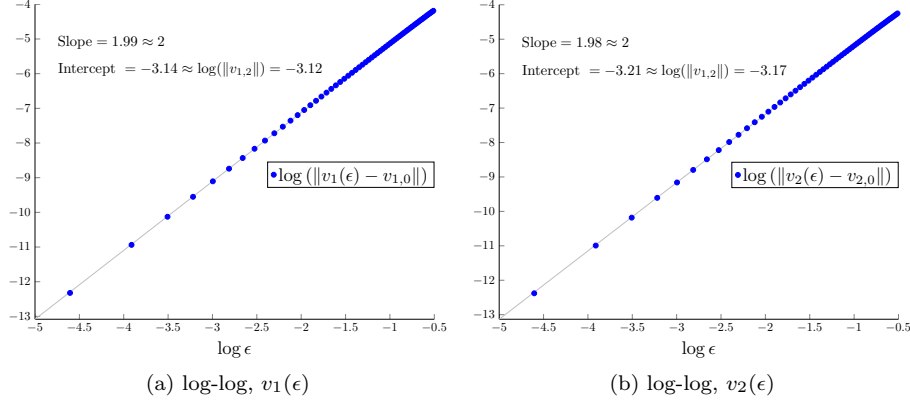 −4
−5
−6
−7
−8
−9
−10
−11
−12
−13
Slope = 1.99 ≈ 2
Intercept = −3.14 ≈ log(‖v₁,₂‖) = −3.12
log (‖v₁(ϵ) − v₁,₀‖)
−5 −4.5 −4 −3.5 −3 −2.5 −2 −1.5 −1 −0.5
log ϵ
(a) log-log, v₁(ϵ)
−4
−5
−6
−7
−8
−9
−10
−11
−12
−13
Slope = 1.98 ≈ 2
Intercept = −3.21 ≈ log(‖v₁,₂‖) = −3.17
log (‖v₂(ϵ) − v₂,₀‖)
−5 −4.5 −4 −3.5 −3 −2.5 −2 −1.5 −1 −0.5
log ϵ
(b) log-log, v₂(ϵ)